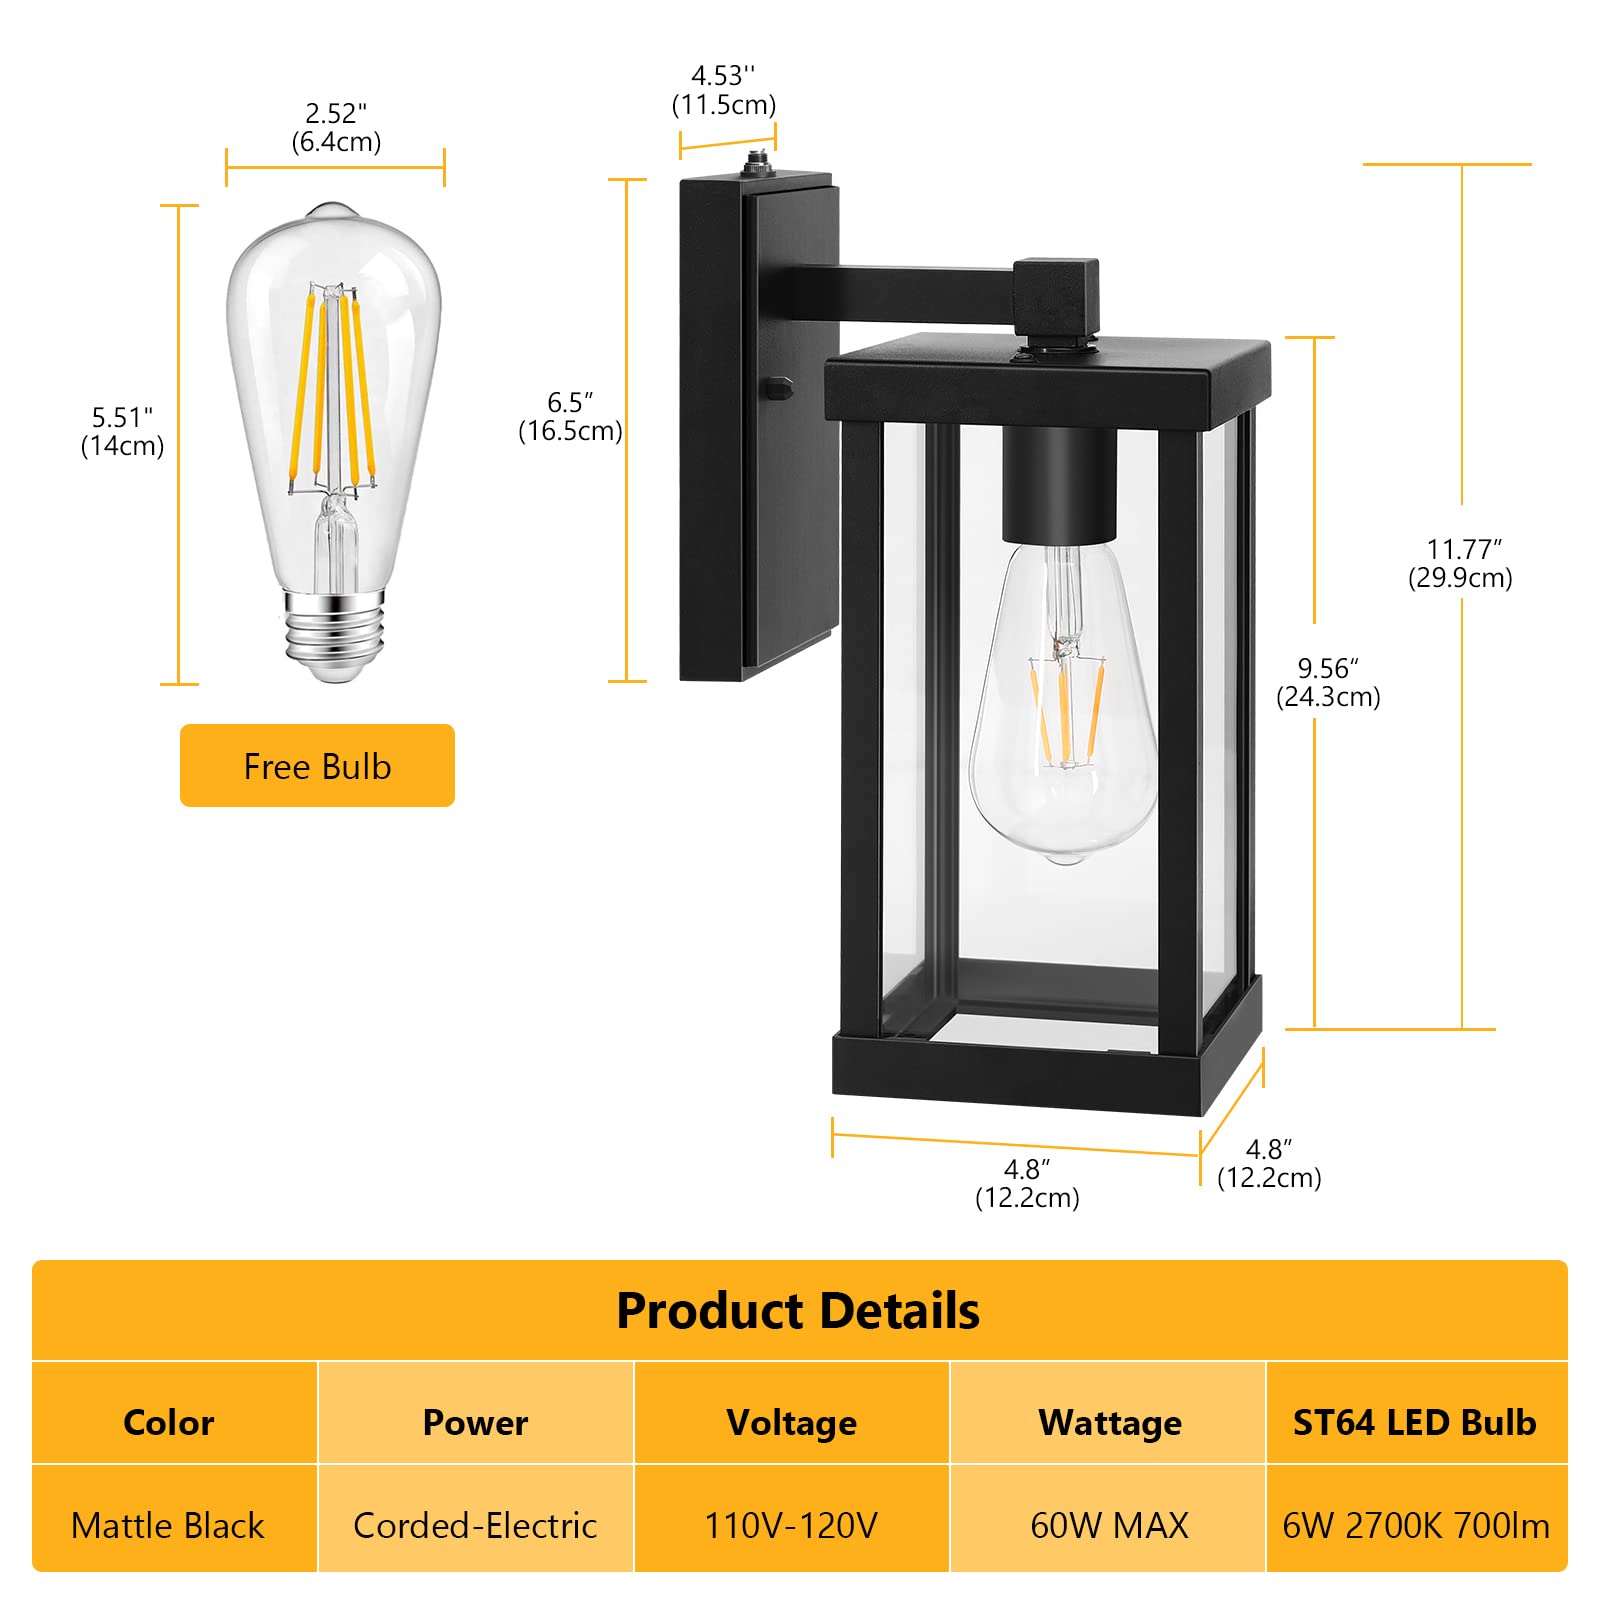 2.52"
(6.4cm)
5.51"
(14cm)
Free Bulb
4.53''
(11.5cm)
6.5”
(16.5cm)
11.77”
(29.9cm)
9.56“
(24.3cm)
4.8”
(12.2cm)
4.8”
(12.2cm)
Product Details
Color Power Voltage Wattage ST64 LED Bulb
Mattle Black Corded-Electric 110V-120V 60W MAX 6W 2700K 700lm